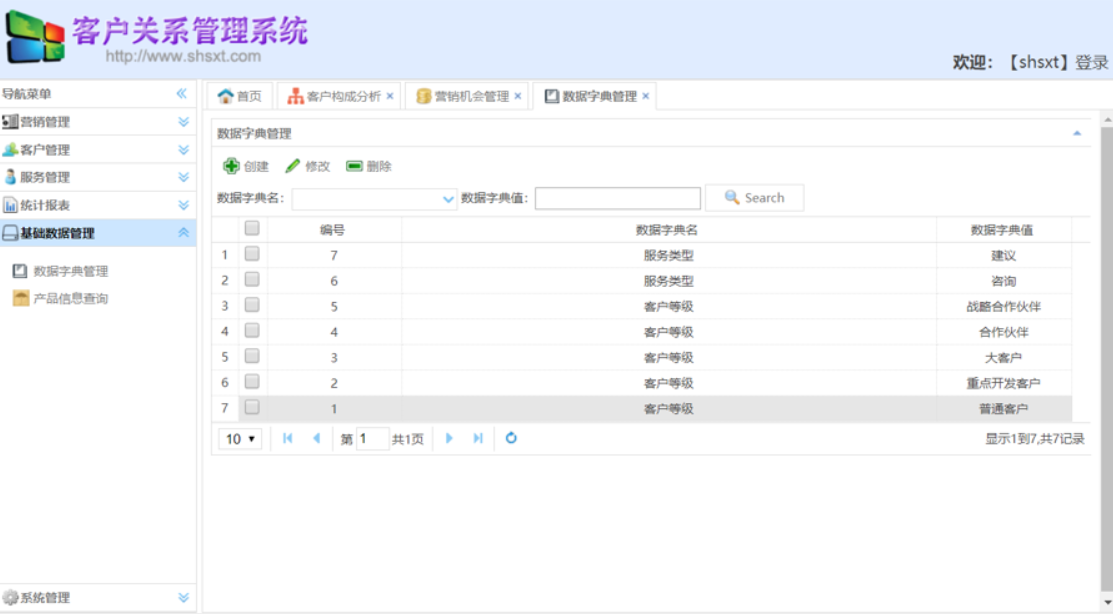 客户关系管理系统
http://www.shsxt.com
欢迎：【shsxt】登录
导航菜单
营销管理
客户管理
服务管理
统计报表
基础数据管理
数据字典管理
产品信息查询
系统管理
首页 客户构成分析 营销机会管理 数据字典管理
数据字典管理
创建 修改 删除
数据字典名： 数据字典值： Search
编号 数据字典名 数据字典值
1 7 服务类型 建议
2 6 服务类型 咨询
3 5 客户等级 战略合作伙伴
4 4 客户等级 合作伙伴
5 3 客户等级 大客户
6 2 客户等级 重点开发客户
7 1 客户等级 普通客户
10 第 1 共1页 显示1到7,共7记录